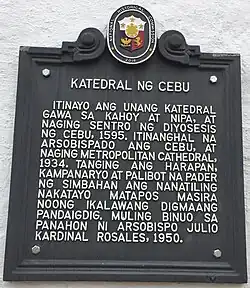 KATEDRAL NG CEBU
ITINAYO ANG UNANG KATEDRAL
GAWA SA KAHOY AT NIPA, AT
NAGING SENTRO NG DIYOSESIS
NG CEBU, 1595. ITINANGHAL NA
ARSOBISPADO ANG CEBU, AT
NAGING METROPOLITAN CATHEDRAL,
1934. TANGING ANG HARAPAN,
KAMPANARYO AT PALIBOT NA PADER
NG SIMBAHAN ANG NANATILING
NAKATAYO MATAPOS MASIRA
NOONG IKALAWANG DIGMAANG
PANDAIGDIG. MULING BINUO SA
PANAHON NI ARSOBISPO JULIO
KARDINAL ROSALES, 1950.